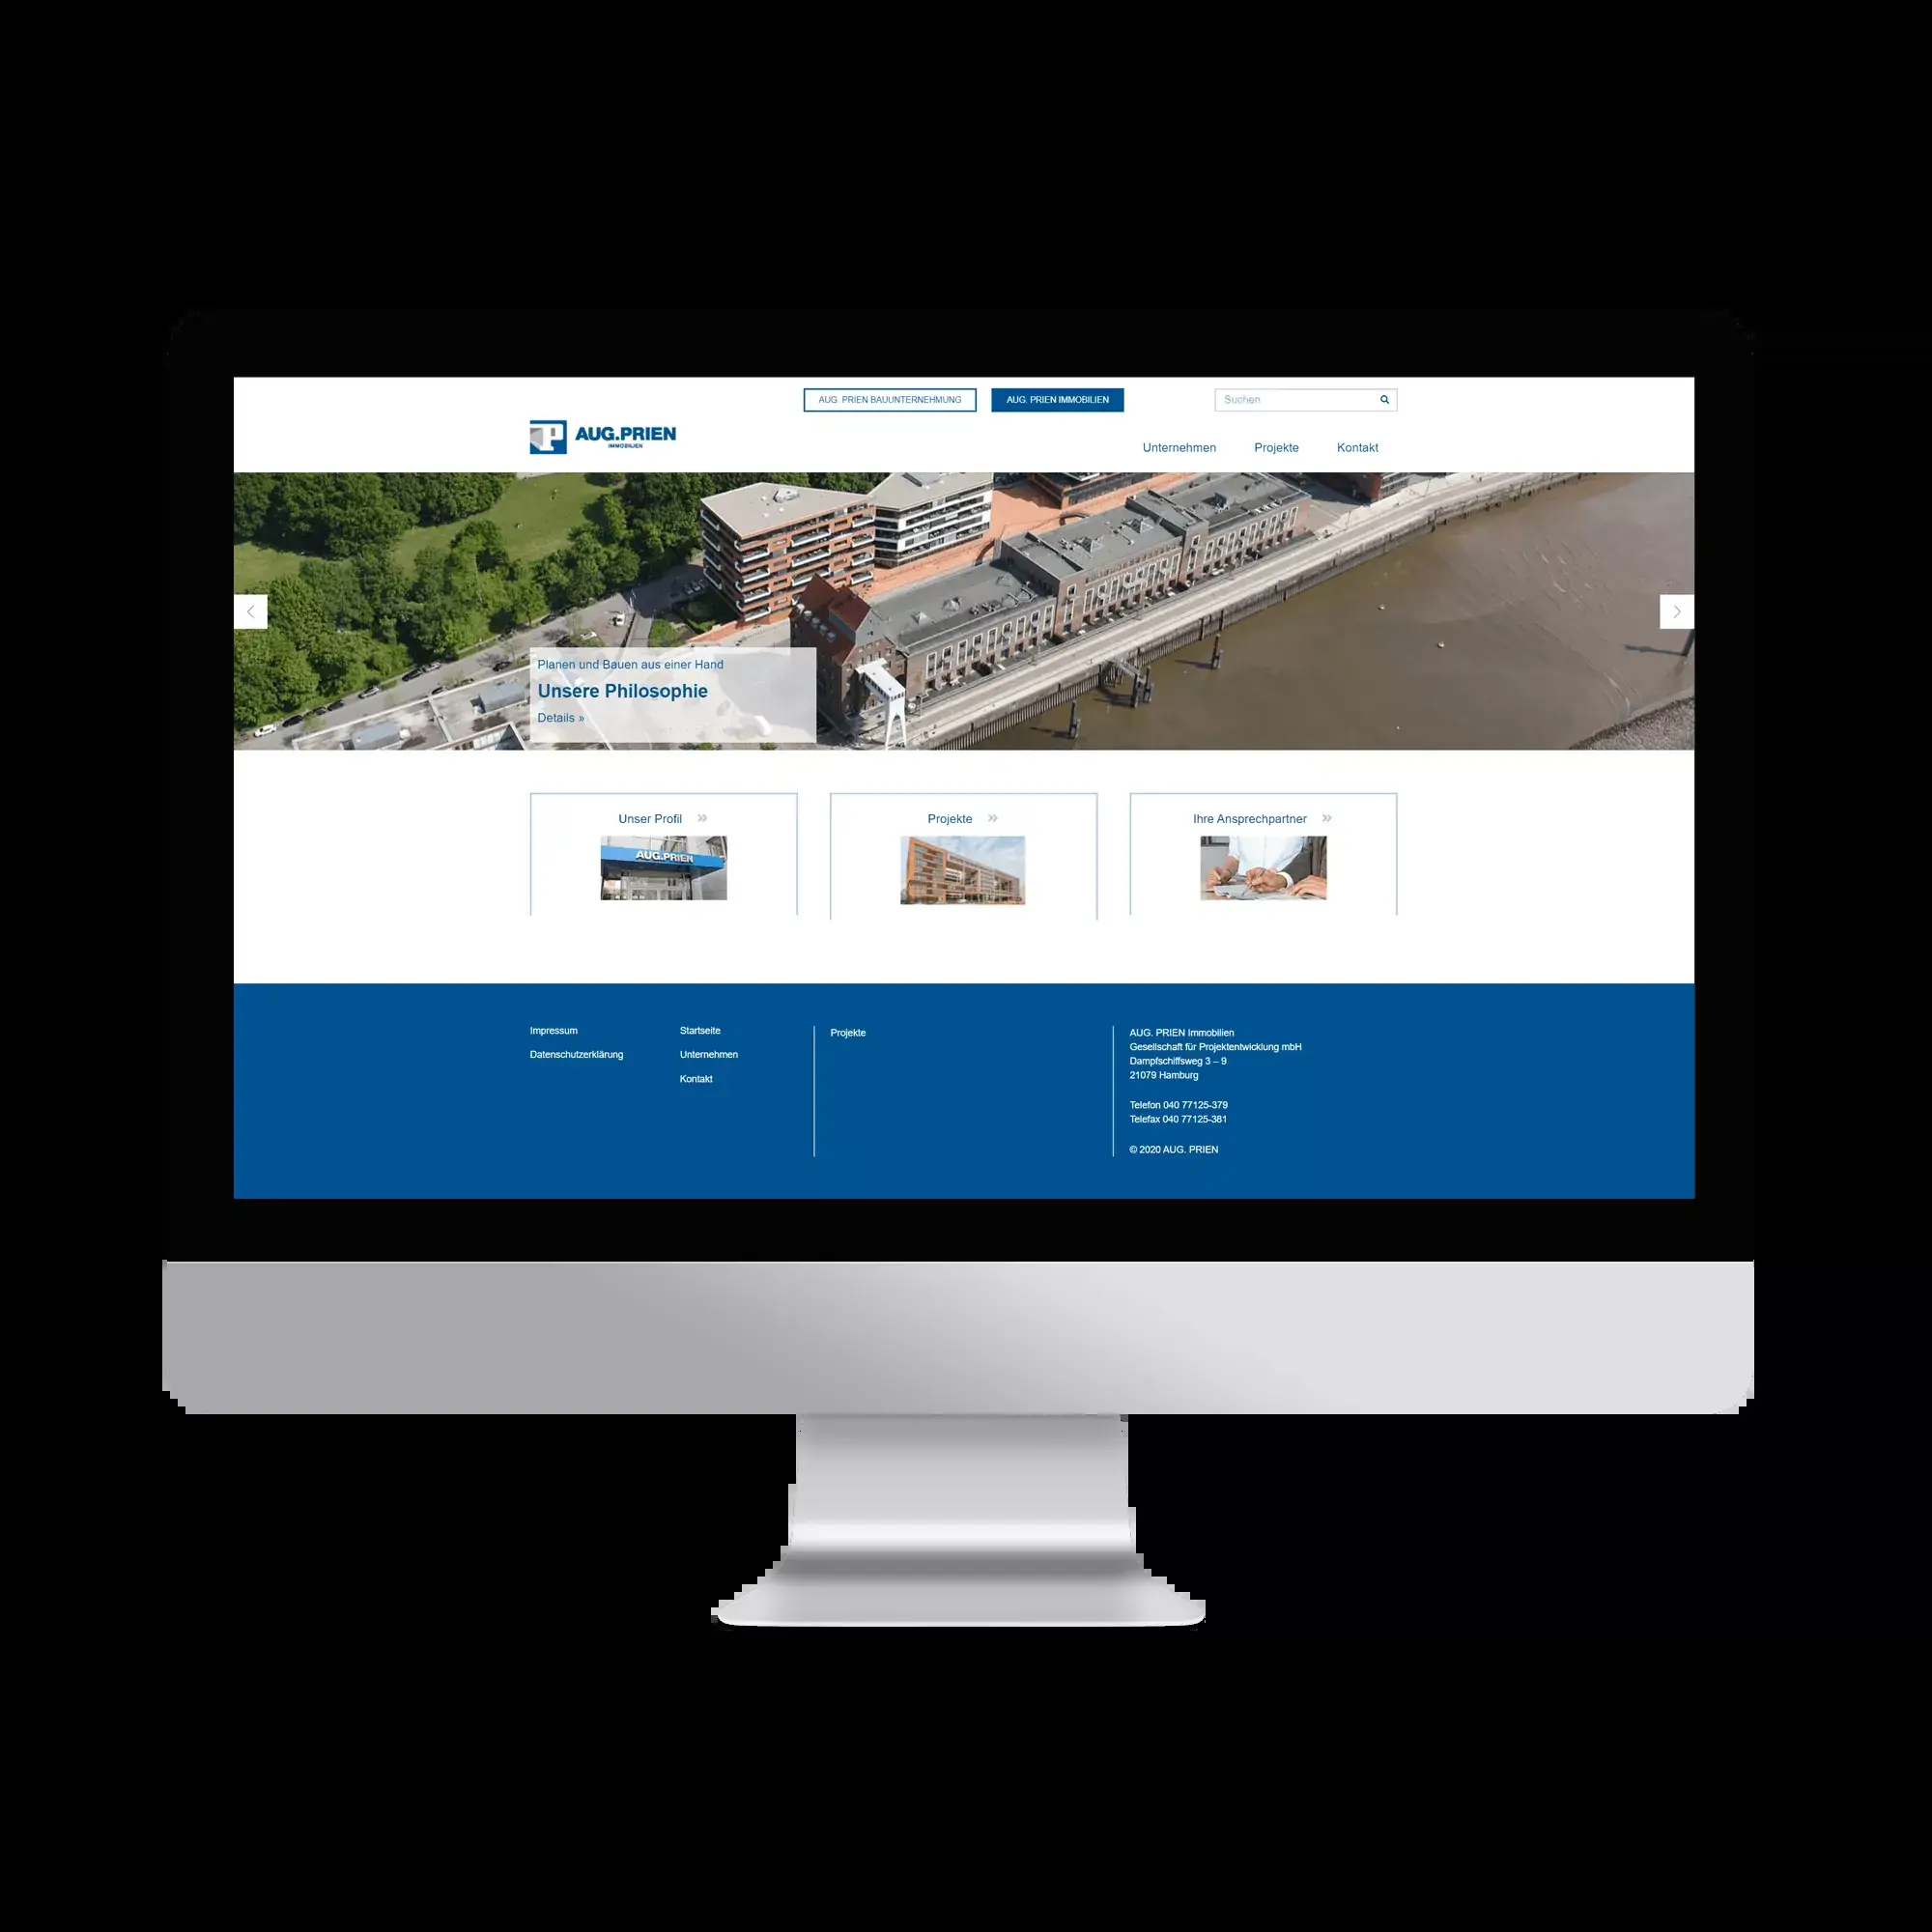 AUG. PRIEN BAUUNTERNEHMUNG
AUG. PRIEN IMMOBILIEN
Suchen
AUG.PRIEN
IMMOBILIEN
Unternehmen
Projekte
Kontakt
Planen und Bauen aus einer Hand
Unsere Philosophie
Details »
Unser Profil »
AUG.PRIEN
Projekte »
Ihre Ansprechpartner »
Impressum
Datenschutzerklärung
Startseite
Unternehmen
Kontakt
Projekte
AUG. PRIEN Immobilien
Gesellschaft für Projektentwicklung mbH
Dampfschiffsweg 3 – 9
21079 Hamburg
Telefon 040 77125-379
Telefax 040 77125-381
© 2020 AUG. PRIEN